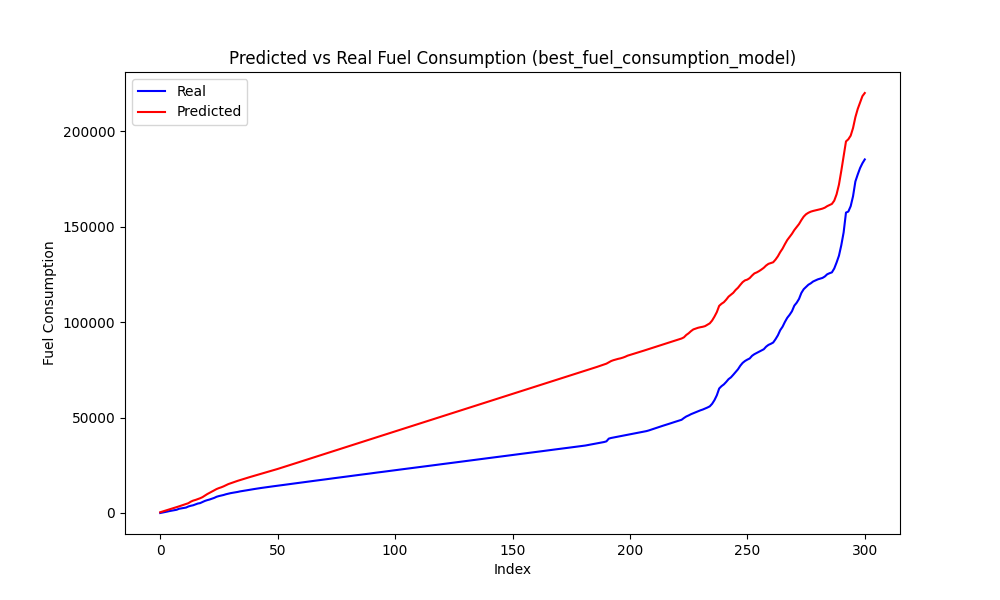 Predicted vs Real Fuel Consumption (best_fuel_consumption_model)
Real
Predicted
200000
150000
100000
50000
0
Fuel Consumption
0 50 100 150 200 250 300
Index